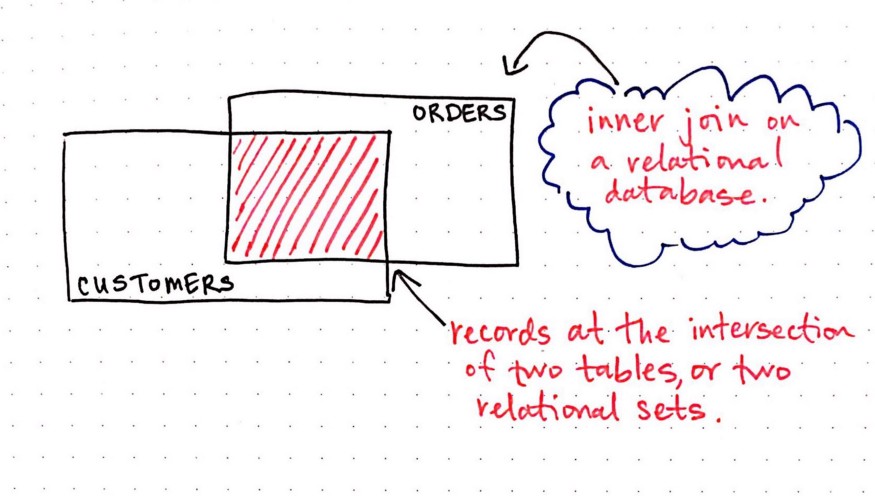 ORDERS
inner join on
a relational
database.
CUSTOMERS
records at the intersection
of two tables, or two
relational sets.